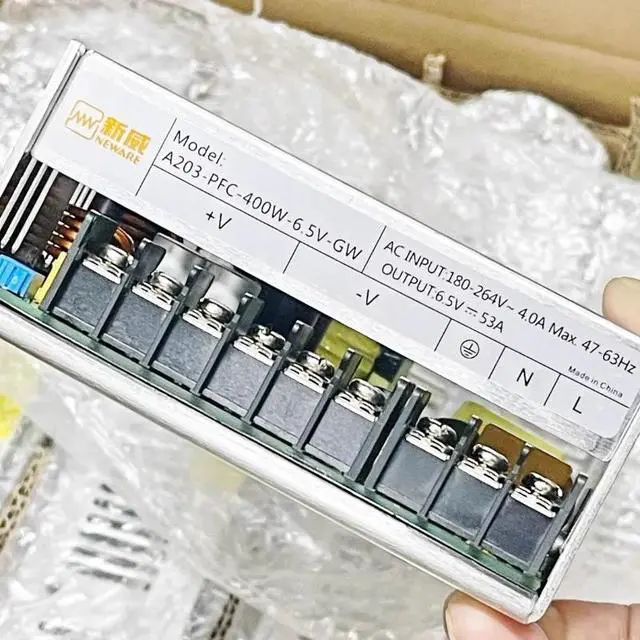 新威
NEWARE
Model:
A203-PFC-400W-6.5V-GW
AC INPUT:180-264V~ 4.0A Max 47-63Hz
OUTPUT:6.5V⎓53A
Made in China
+V
-V
⏚
N
L